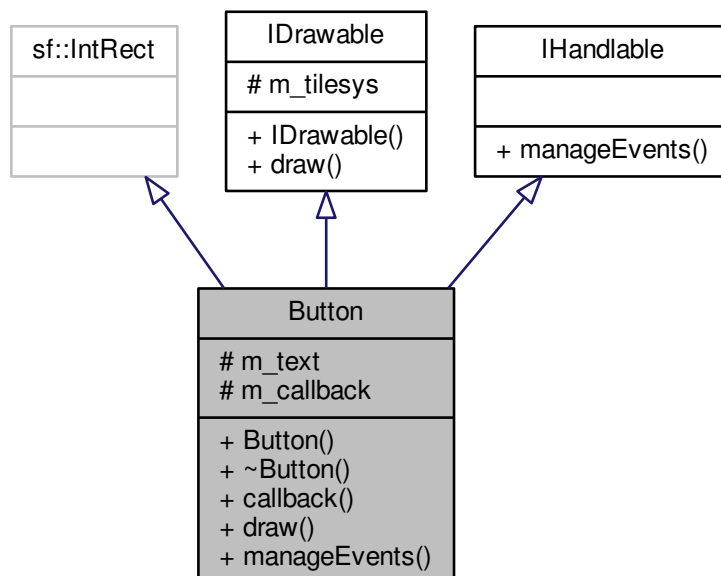 sf::IntRect
IDrawable
# m_tilesys
+ IDrawable()
+ draw()
IHandlable
+ manageEvents()
Button
# m_text
# m_callback
+ Button()
+ ~Button()
+ callback()
+ draw()
+ manageEvents()